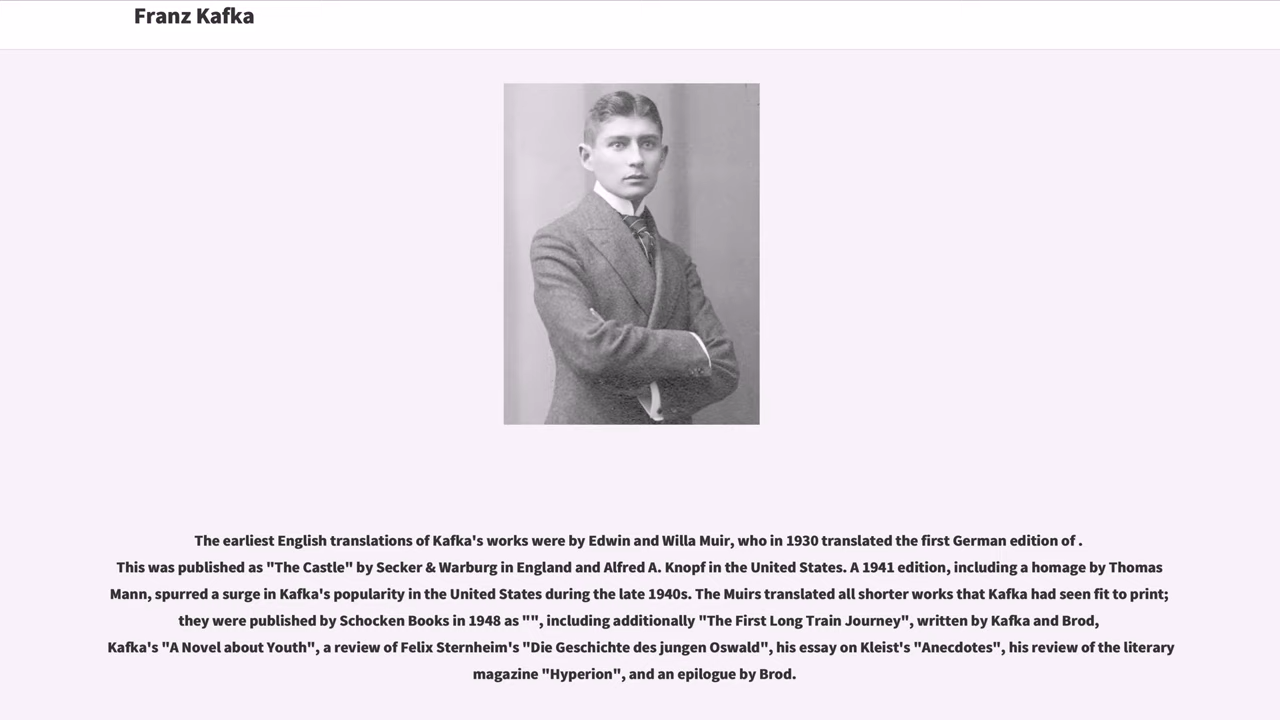 Franz Kafka
The earliest English translations of Kafka's works were by Edwin and Willa Muir, who in 1930 translated the first German edition of .
This was published as "The Castle" by Secker & Warburg in England and Alfred A. Knopf in the United States. A 1941 edition, including a homage by Thomas
Mann, spurred a surge in Kafka's popularity in the United States during the late 1940s. The Muirs translated all shorter works that Kafka had seen fit to print;
they were published by Schocken Books in 1948 as "", including additionally "The First Long Train Journey", written by Kafka and Brod,
Kafka's "A Novel about Youth", a review of Felix Sternheim's "Die Geschichte des jungen Oswald", his essay on Kleist's "Anecdotes", his review of the literary
magazine "Hyperion", and an epilogue by Brod.